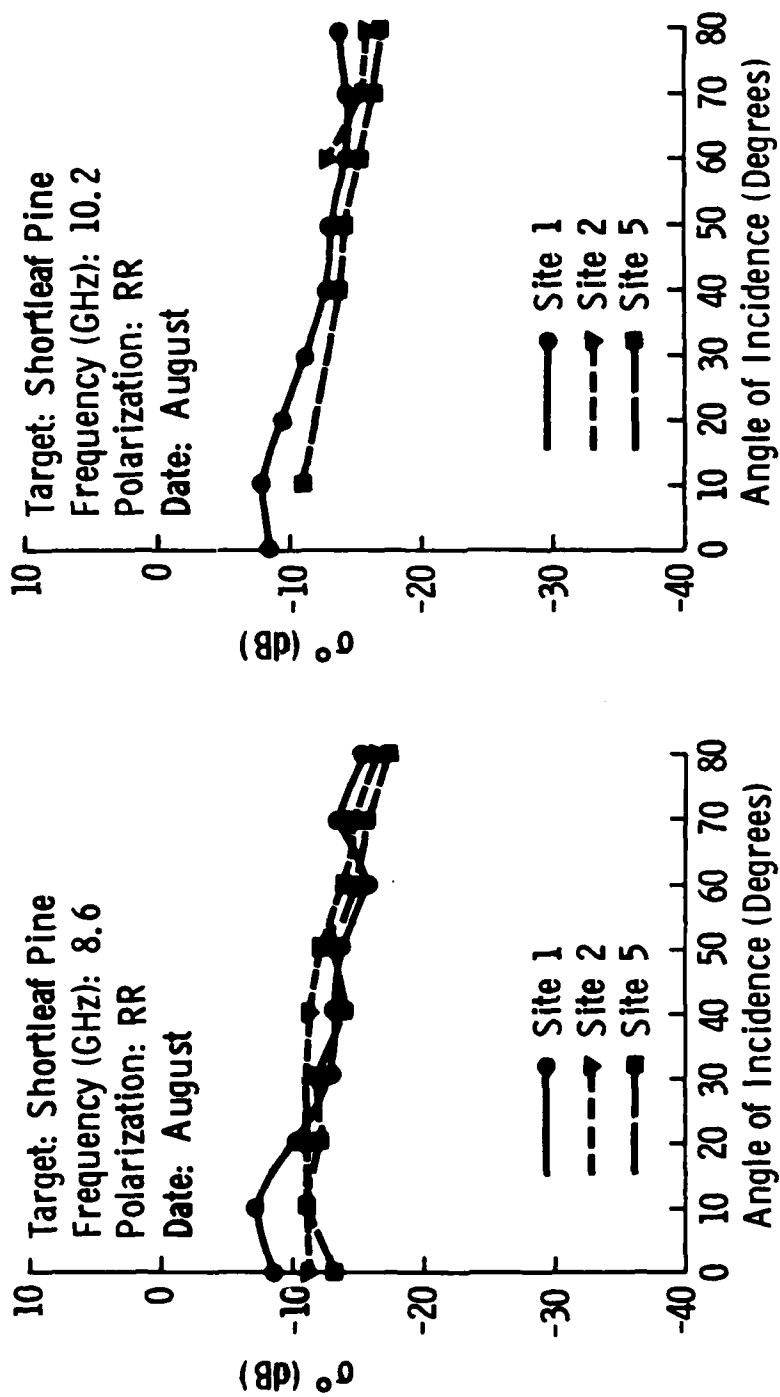 Target: Shortleaf Pine
Frequency (GHz): 8.6
Polarization: RR
Date: August
10
0
-10
-20
-30
-40
σ° (dB)
Site 1
Site 2
Site 5
0 10 20 30 40 50 60 70 80
Angle of Incidence (Degrees)
Target: Shortleaf Pine
Frequency (GHz): 10.2
Polarization: RR
Date: August
10
0
-10
-20
-30
-40
σ° (dB)
Site 1
Site 2
Site 5
0 10 20 30 40 50 60 70 80
Angle of Incidence (Degrees)